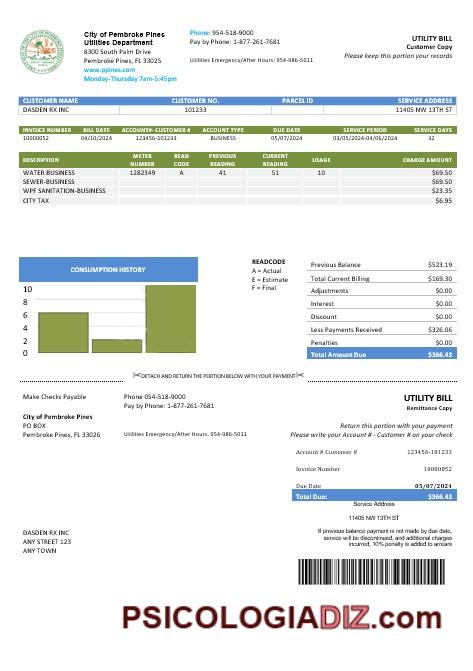 City of Pembroke Pines
Utilities Department
8300 South Palm Drive
Pembroke Pines, FL 33025
www.ppines.com
Monday-Thursday 7am-5:45pm
Phone: 954-518-9000
Pay by Phone: 1-877-261-7681
Utilities Emergency/After Hours: 954-986-5011
UTILITY BILL
Customer Copy
Please keep this portion your records
CUSTOMER NAME CUSTOMER NO. PARCEL ID SERVICE ADDRESS
DASDEN RX INC 101233 11405 NW 13TH ST
INVOICE NUMBER BILL DATE ACCOUNT#-CUSTOMER # ACCOUNT TYPE DUE DATE SERVICE PERIOD SERVICE DAYS
10000052 04/10/2024 123456-101233 BUSINESS 05/07/2024 03/05/2024-04/06/2024 32
DESCRIPTION METER NUMBER READ CODE PREVIOUS READING CURRENT READING USAGE CHARGE AMOUNT
WATER BUSINESS 1282349 A 41 51 10 $69.50
SEWER-BUSINESS $69.50
WPF SANITATION-BUSINESS $23.35
CITY TAX $6.95
CONSUMPTION HISTORY
10
8
6
4
2
0
READCODE
A = Actual
E = Estimate
F = Final
Previous Balance $523.19
Total Current Billing $169.30
Adjustments $0.00
Interest $0.00
Discount $0.00
Less Payments Received $326.06
Penalties $0.00
Total Amount Due $366.43
DETACH AND RETURN THE PORTION BELOW WITH YOUR PAYMENT
Make Checks Payable
City of Pembroke Pines
PO BOX
Pembroke Pines, FL 33026
Phone 054-518-9000
Pay by Phone: 1-877-261-7681
Utilities Emergency/After Hours. 954-986-5011
UTILITY BILL
Remittance Copy
Return this portion with your payment
Please write your Account # - Customer # on your check
Account # Customer # 123456-101233
Invoice Number 10000052
Due Date 05/07/2024
Total Due: $366.43
Service Address
11405 NW 13TH ST
If previous balance payment is not made by due date,
service will be discontinued, and additional charges
incurred, 10% penalty is added to arrears
DASDEN RX INC
ANY STREET 123
ANY TOWN
PSICOLOGIADIZ.com